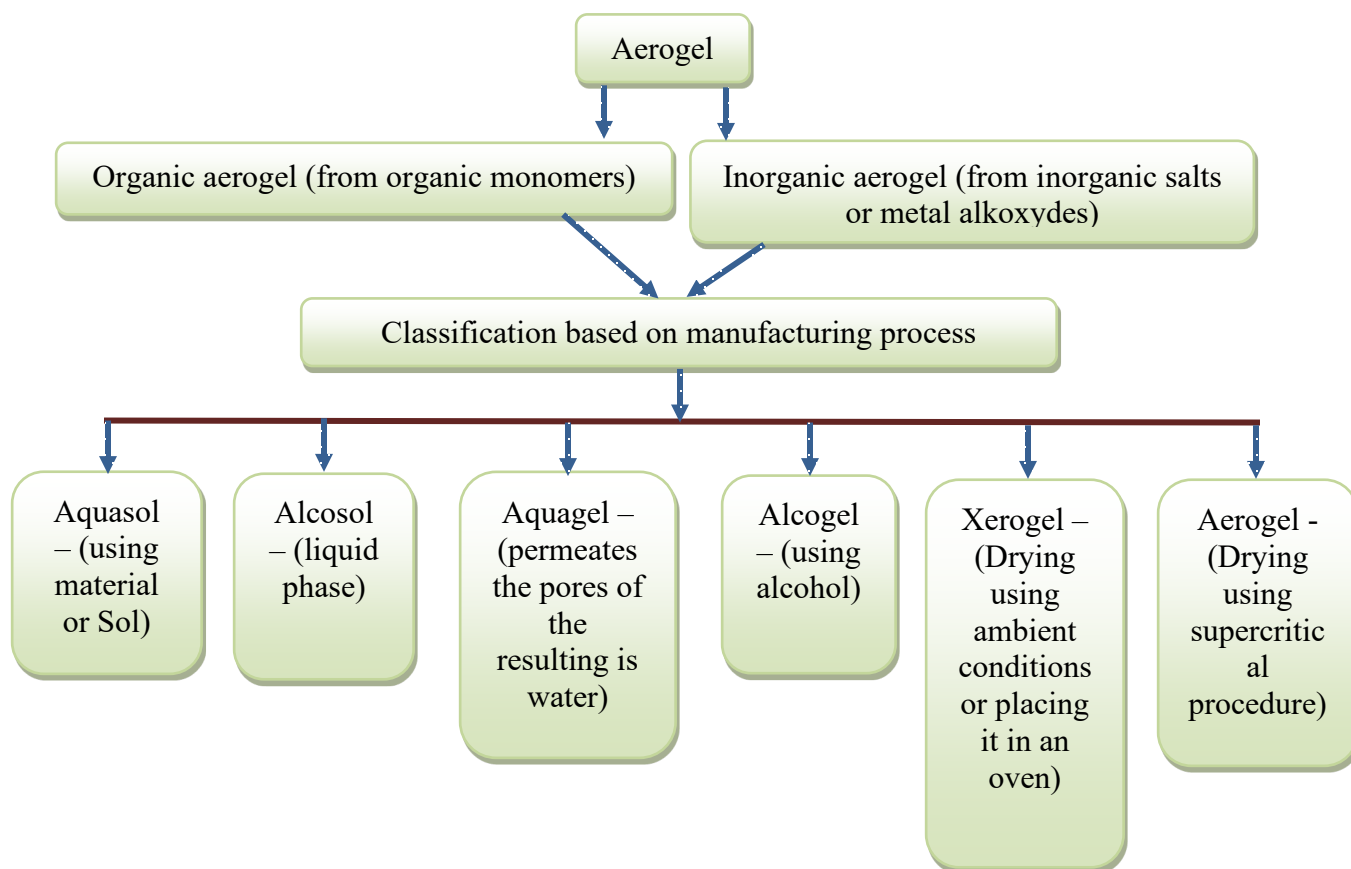 Aerogel
Organic aerogel (from organic monomers)
Inorganic aerogel (from inorganic salts
or metal alkoxydes)
Classification based on manufacturing process
Aquasol
– (using
material
or Sol)
Alcosol
– (liquid
phase)
Aquagel –
(permeates
the pores of
the
resulting is
water)
Alcogel
– (using
alcohol)
Xerogel –
(Drying
using
ambient
conditions
or placing
it in an
oven)
Aerogel -
(Drying
using
supercritic
al
procedure)